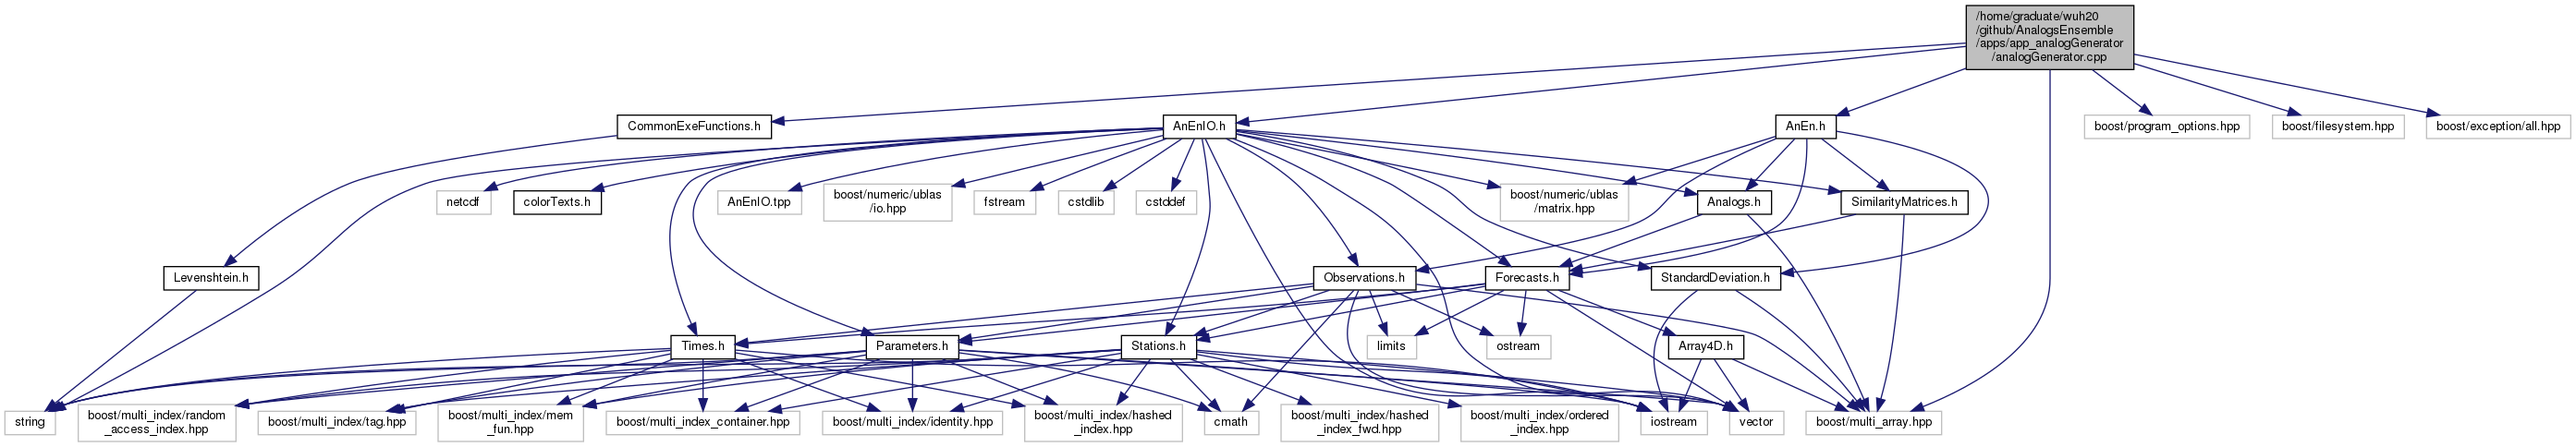 /home/graduate/wuh20
/github/AnalogsEnsemble
/apps/app_analogGenerator
/analogGenerator.cpp
CommonExeFunctions.h
AnEnIO.h
AnEn.h
boost/program_options.hpp
boost/filesystem.hpp
boost/exception/all.hpp
netcdf
colorTexts.h
AnEnIO.tpp
boost/numeric/ublas
/io.hpp
fstream
cstdlib
cstddef
boost/numeric/ublas
/matrix.hpp
Analogs.h
SimilarityMatrices.h
Levenshtein.h
Observations.h
Forecasts.h
StandardDeviation.h
Times.h
Parameters.h
Stations.h
limits
ostream
Array4D.h
string
boost/multi_index/random
_access_index.hpp
boost/multi_index/tag.hpp
boost/multi_index/mem
_fun.hpp
boost/multi_index_container.hpp
boost/multi_index/identity.hpp
boost/multi_index/hashed
_index.hpp
cmath
boost/multi_index/hashed
_index_fwd.hpp
boost/multi_index/ordered
_index.hpp
iostream
vector
boost/multi_array.hpp